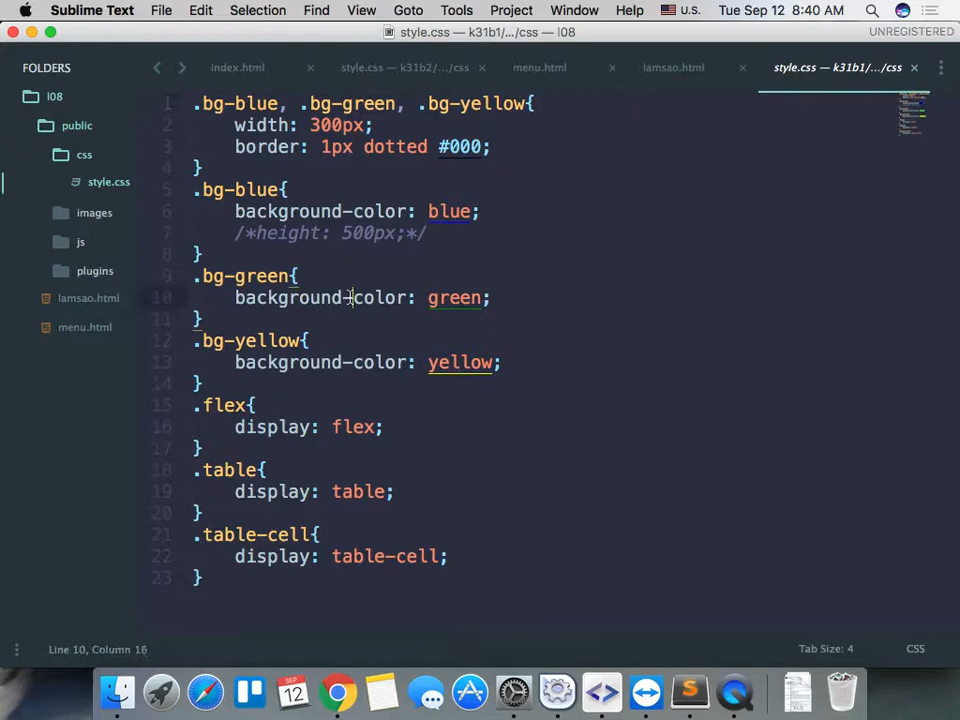 Sublime Text File Edit Selection Find View Goto Tools Project Window Help U.S. Tue Sep 12 8:40 AM
style.css — k31b1/.../css — l08 UNREGISTERED
FOLDERS
index.html style.css — k31b2/.../css menu.html lamsao.html style.css — k31b1/.../css
l08
public
css
style.css
images
js
plugins
lamsao.html
menu.html
1 .bg-blue, .bg-green, .bg-yellow{
2 width: 300px;
3 border: 1px dotted #000;
4 }
5 .bg-blue{
6 background-color: blue;
7 /*height: 500px;*/
8 }
9 .bg-green{
10 background-color: green;
11 }
12 .bg-yellow{
13 background-color: yellow;
14 }
15 .flex{
16 display: flex;
17 }
18 .table{
19 display: table;
20 }
21 .table-cell{
22 display: table-cell;
23 }
Line 10, Column 16 Tab Size: 4 CSS
SEP
12